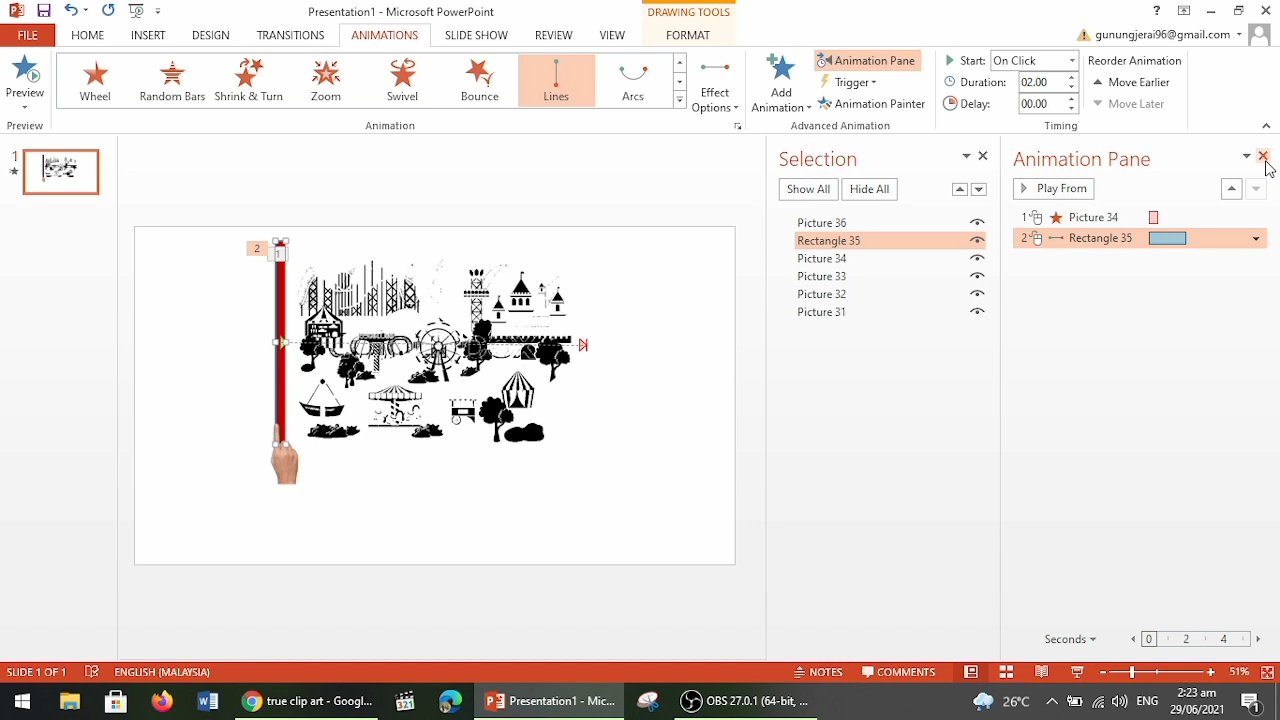 Presentation1 - Microsoft PowerPoint
DRAWING TOOLS
?
FILE
HOME
INSERT
DESIGN
TRANSITIONS
ANIMATIONS
SLIDE SHOW
REVIEW
VIEW
FORMAT
gunungjerai96@gmail.com
Preview
Preview
Wheel
Random Bars
Shrink & Turn
Zoom
Swivel
Bounce
Lines
Arcs
Animation
Effect
Options
Add
Animation
Animation Pane
Trigger
Animation Painter
Advanced Animation
Start: On Click
Duration: 02.00
Delay: 00.00
Timing
Reorder Animation
Move Earlier
Move Later
1
2
1
Selection
Show All
Hide All
Picture 36
Rectangle 35
Picture 34
Picture 33
Picture 32
Picture 31
Animation Pane
Play From
1 Picture 34
2 Rectangle 35
Seconds
0 2 4
SLIDE 1 OF 1
ENGLISH (MALAYSIA)
NOTES
COMMENTS
51%
true clip art - Googl...
321
Presentation1 - Mic...
OBS 27.0.1 (64-bit, ...
26°C
ENG
2:23 am
29/06/2021
1